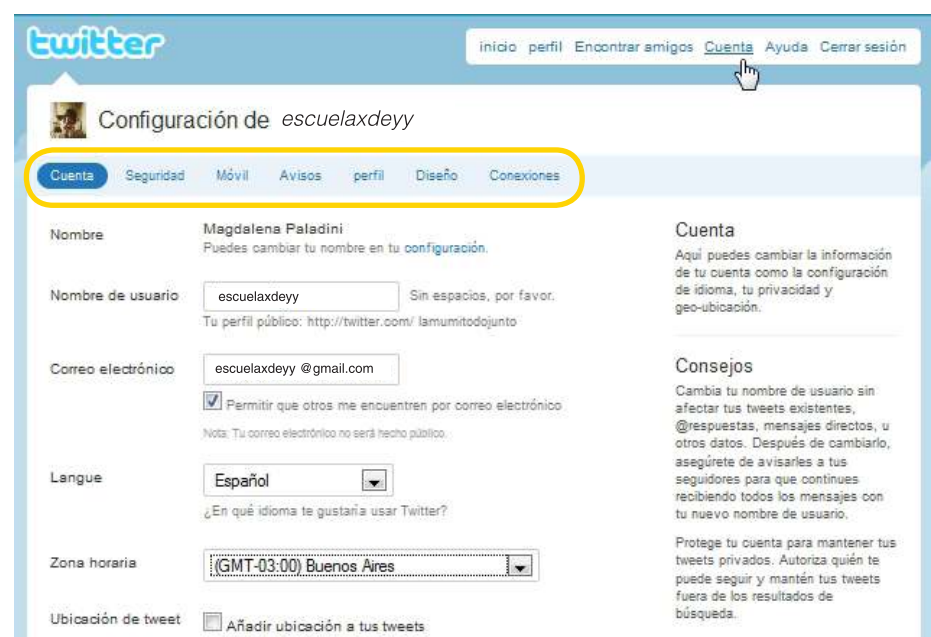 twitter
inicio perfil Encontrar amigos Cuenta Ayuda Cerrar sesión
Configuración de escuelaxdeyy
Cuenta Seguridad Móvil Avisos perfil Diseño Conexiones
Nombre
Magdalena Paladini
Puedes cambiar tu nombre en tu configuración.
Nombre de usuario
escuelaxdeyy
Sin espacios, por favor.
Tu perfil público: http://twitter.com/ lamumitodojunto
Correo electrónico
escuelaxdeyy @gmail.com
Permitir que otros me encuentren por correo electrónico
Nota: Tu correo electrónico no será hecho público.
Langue
Español
¿En qué idioma te gustaría usar Twitter?
Zona horaria
(GMT-03:00) Buenos Aires
Ubicación de tweet
Añadir ubicación a tus tweets
Cuenta
Aquí puedes cambiar la información
de tu cuenta como la configuración
de idioma, tu privacidad y
geo-ubicación.
Consejos
Cambia tu nombre de usuario sin
afectar tus tweets existentes,
@respuestas, mensajes directos, u
otros datos. Después de cambiarlo,
asegúrete de avisarles a tus
seguidores para que continues
recibiendo todos los mensajes con
tu nuevo nombre de usuario.
Protege tu cuenta para mantener tus
tweets privados. Autoriza quién te
puede seguir y mantén tus tweets
fuera de los resultados de
búsqueda.